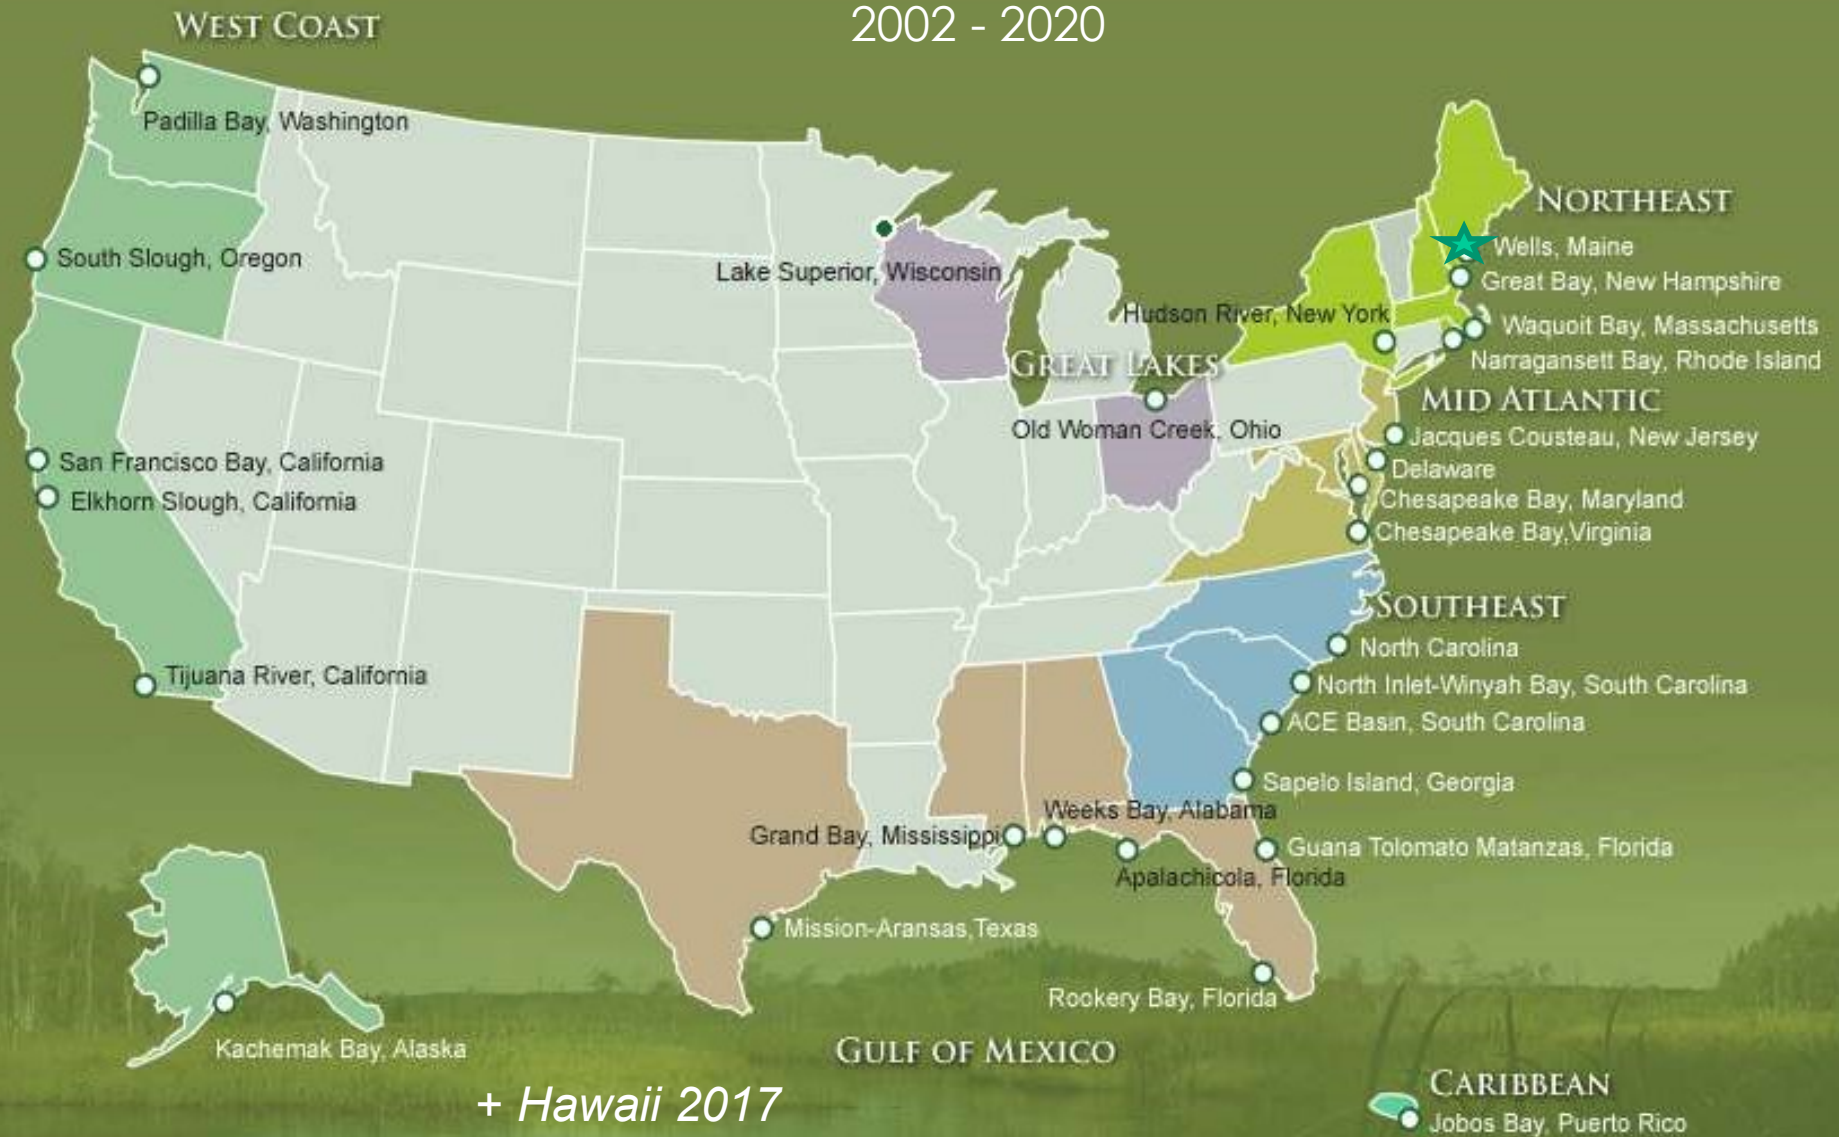 WEST COAST
2002 - 2020
Padilla Bay, Washington
NORTHEAST
Wells, Maine
South Slough, Oregon
Lake Superior, Wisconsin
Great Bay, New Hampshire
Hudson River, New York
Waquoit Bay, Massachusetts
GREAT LAKES
Narragansett Bay, Rhode Island
MID ATLANTIC
Old Woman Creek, Ohio
Jacques Cousteau, New Jersey
San Francisco Bay, California
Delaware
Elkhorn Slough, California
Chesapeake Bay, Maryland
Chesapeake Bay,Virginia
SOUTHEAST
North Carolina
Tijuana River, California
North Inlet-Winyah Bay, South Carolina
ACE Basin, South Carolina
Sapelo Island, Georgia
Weeks Bay, Alabama
Grand Bay, Mississippi
Guana Tolomato Matanzas, Florida
Apalachicola, Florida
Mission-Aransas,Texas
Rookery Bay, Florida
Kachemak Bay, Alaska
GULF OF MEXICO
CARIBBEAN
+ Hawaii 2017
Jobos Bay, Puerto Rico